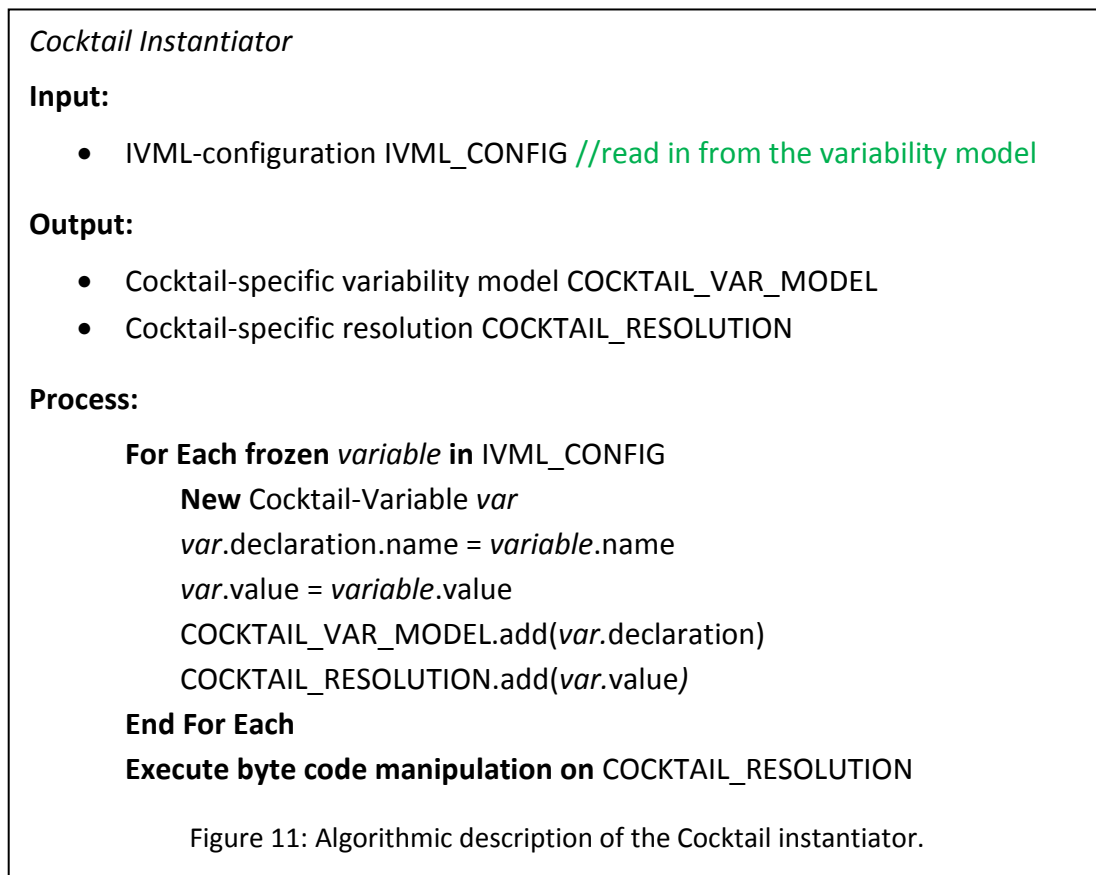 Cocktail Instantiator
Input:
• IVML-configuration IVML_CONFIG //read in from the variability model
Output:
• Cocktail-specific variability model COCKTAIL_VAR_MODEL
• Cocktail-specific resolution COCKTAIL_RESOLUTION
Process:
For Each frozen variable in IVML_CONFIG
New Cocktail-Variable var
var.declaration.name = variable.name
var.value = variable.value
COCKTAIL_VAR_MODEL.add(var.declaration)
COCKTAIL_RESOLUTION.add(var.value)
End For Each
Execute byte code manipulation on COCKTAIL_RESOLUTION
Figure 11: Algorithmic description of the Cocktail instantiator.